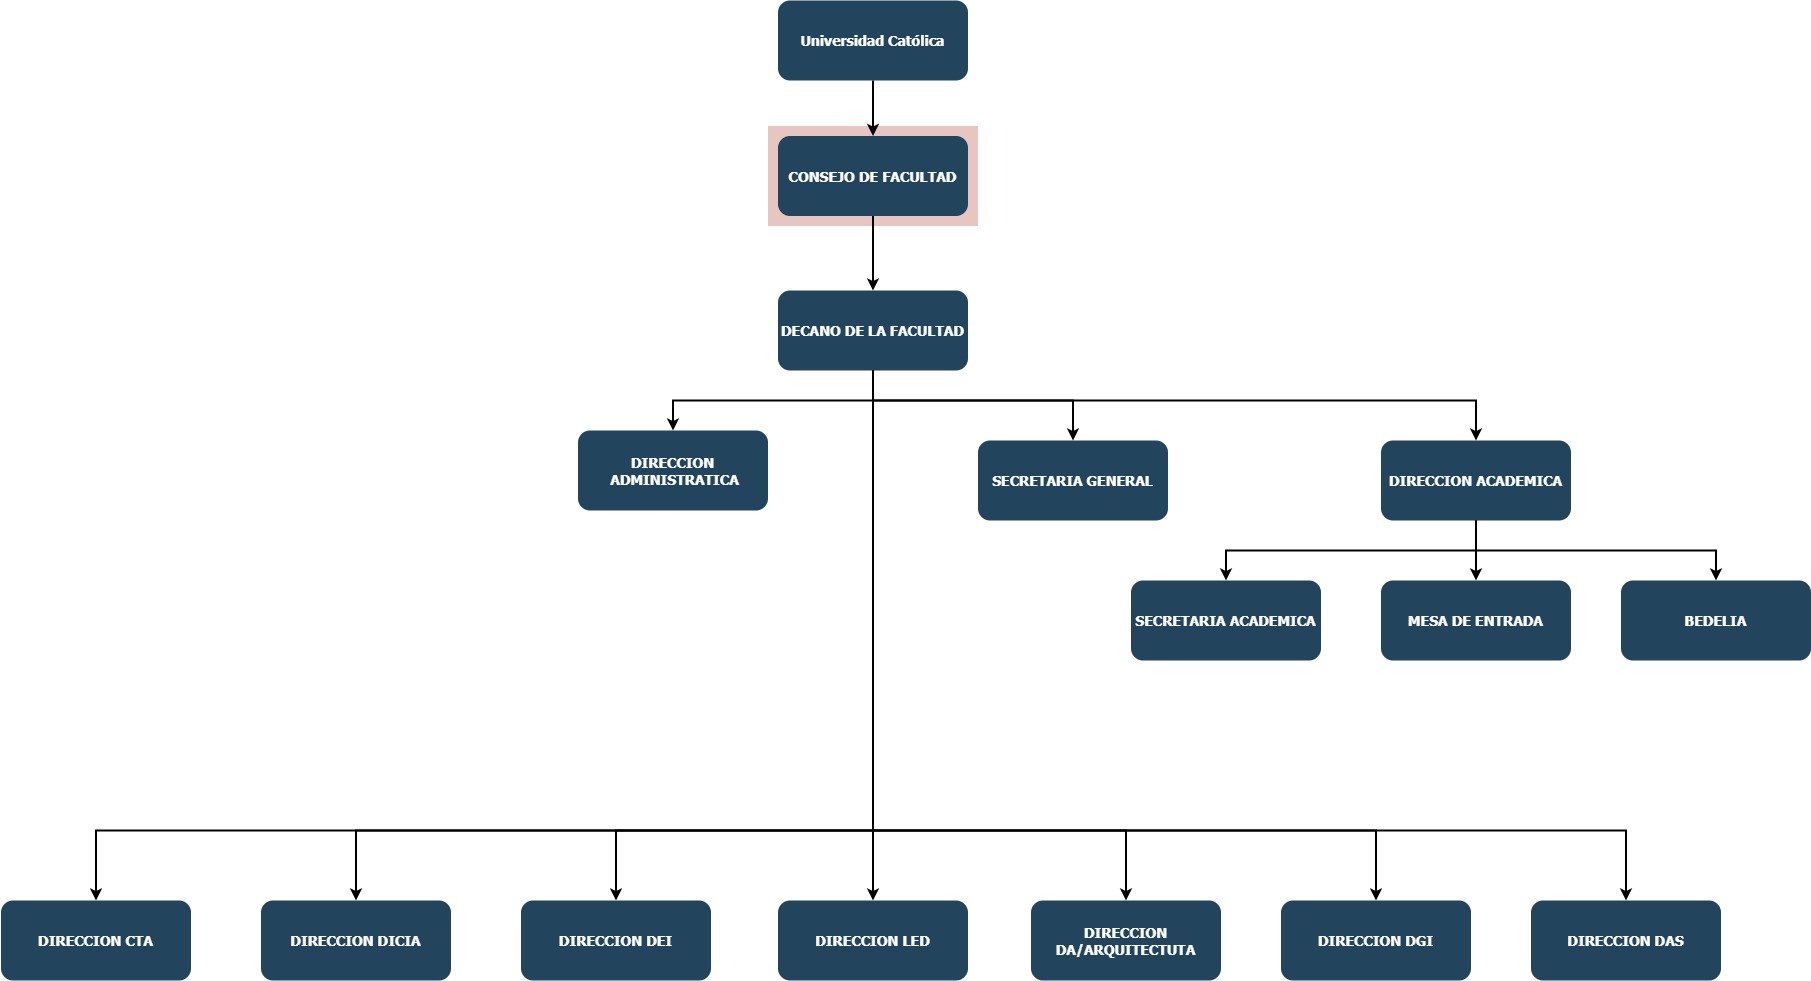 Universidad Católica
CONSEJO DE FACULTAD
DECANO DE LA FACULTAD
DIRECCION
ADMINISTRATICA
SECRETARIA GENERAL
DIRECCION ACADEMICA
SECRETARIA ACADEMICA
MESA DE ENTRADA
BEDELIA
DIRECCION CTA
DIRECCION DICIA
DIRECCION DEI
DIRECCION LED
DIRECCION
DA/ARQUITECTUTA
DIRECCION DGI
DIRECCION DAS